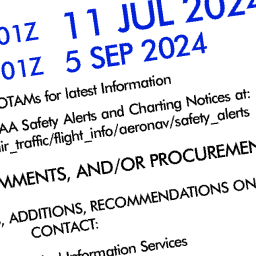 01Z 11 JUL 2024
01Z 5 SEP 2024
OTAMs for latest Information
AA Safety Alerts and Charting Notices at:
ir_traffic/flight_info/aeronav/safety_alerts
MMENTS, AND/OR PROCUREMEN
, ADDITIONS, RECOMMENDATIONS ON
CONTACT:
Information Services